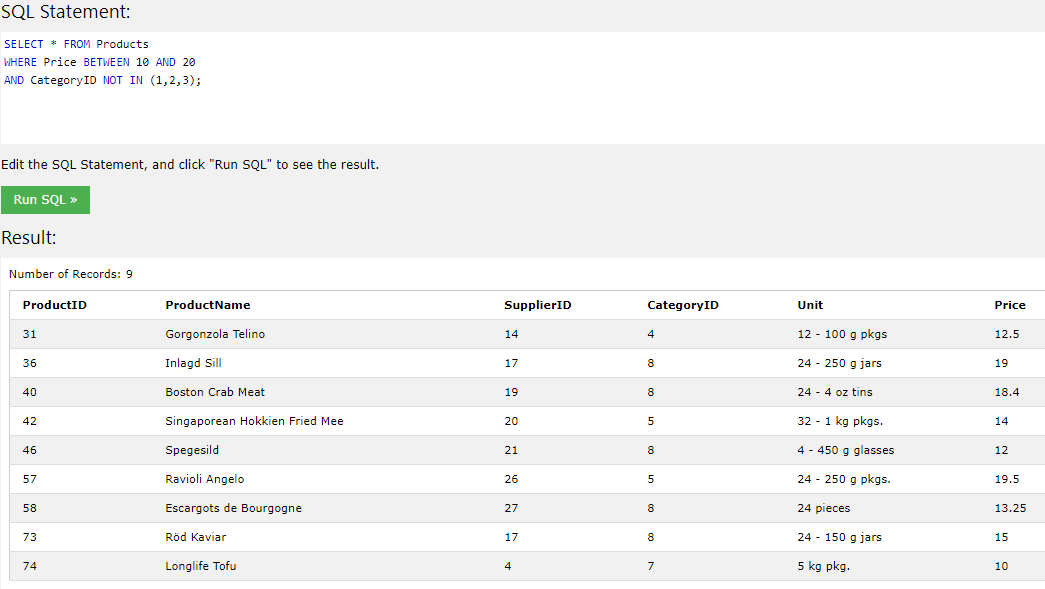 SQL Statement:
SELECT * FROM Products
WHERE Price BETWEEN 10 AND 20
AND CategoryID NOT IN (1,2,3);
Edit the SQL Statement, and click "Run SQL" to see the result.
Run SQL »
Result:
Number of Records: 9
ProductID ProductName SupplierID CategoryID Unit Price
31 Gorgonzola Telino 14 4 12 - 100 g pkgs 12.5
36 Inlagd Sill 17 8 24 - 250 g jars 19
40 Boston Crab Meat 19 8 24 - 4 oz tins 18.4
42 Singaporean Hokkien Fried Mee 20 5 32 - 1 kg pkgs. 14
46 Spegesild 21 8 4 - 450 g glasses 12
57 Ravioli Angelo 26 5 24 - 250 g pkgs. 19.5
58 Escargots de Bourgogne 27 8 24 pieces 13.25
73 Röd Kaviar 17 8 24 - 150 g jars 15
74 Longlife Tofu 4 7 5 kg pkg. 10